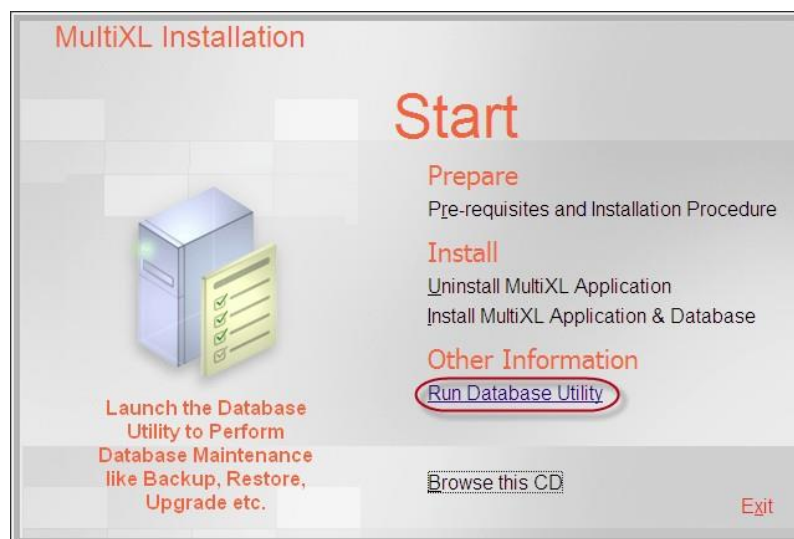 MultiXL Installation
Start
Prepare
Pre-requisites and Installation Procedure
Install
Uninstall MultiXL Application
Install MultiXL Application & Database
Other Information
Run Database Utility
Launch the Database
Utility to Perform
Database Maintenance
like Backup, Restore,
Upgrade etc.
Browse this CD
Exit